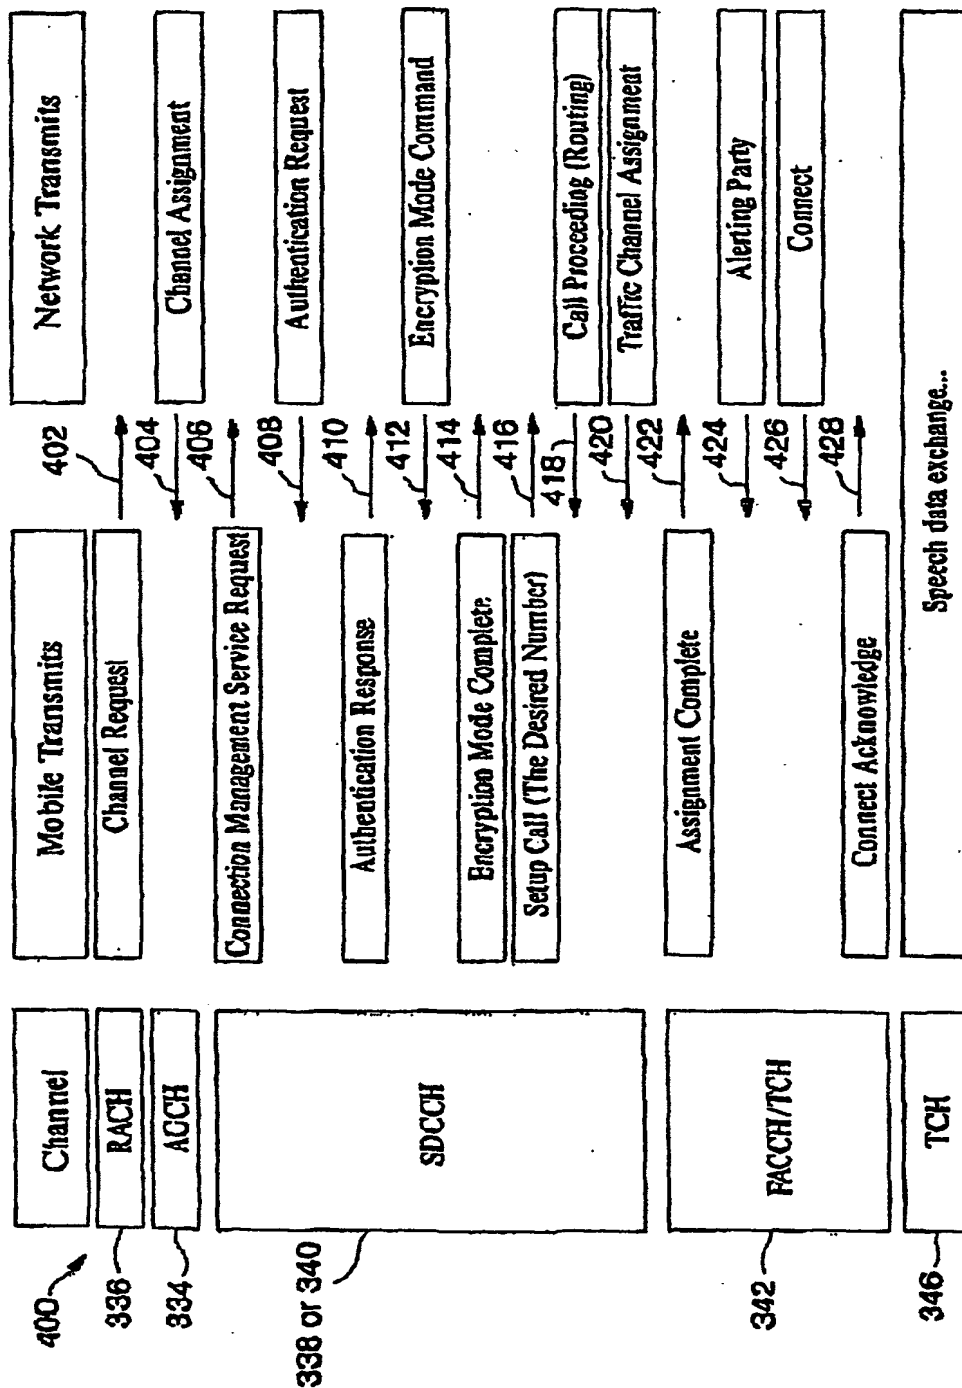 400
Channel
Mobile Transmits
Network Transmits
336
RACH
Channel Request
402
334
AGCH
404
Channel Assignment
338 or 340
SDCCH
Connection Management Service Request
406
408
Authentication Request
Authentication Response
410
412
Encryption Mode Command
Encryption Mode Complete
414
Setup Call (The Desired Number)
416
418
Call Proceeding (Routing)
420
Traffic Channel Assignment
342
FACCH/TCH
Assignment Complete
422
424
Alerting Party
426
Connect
Connect Acknowledge
428
346
TCH
Speech data exchange...